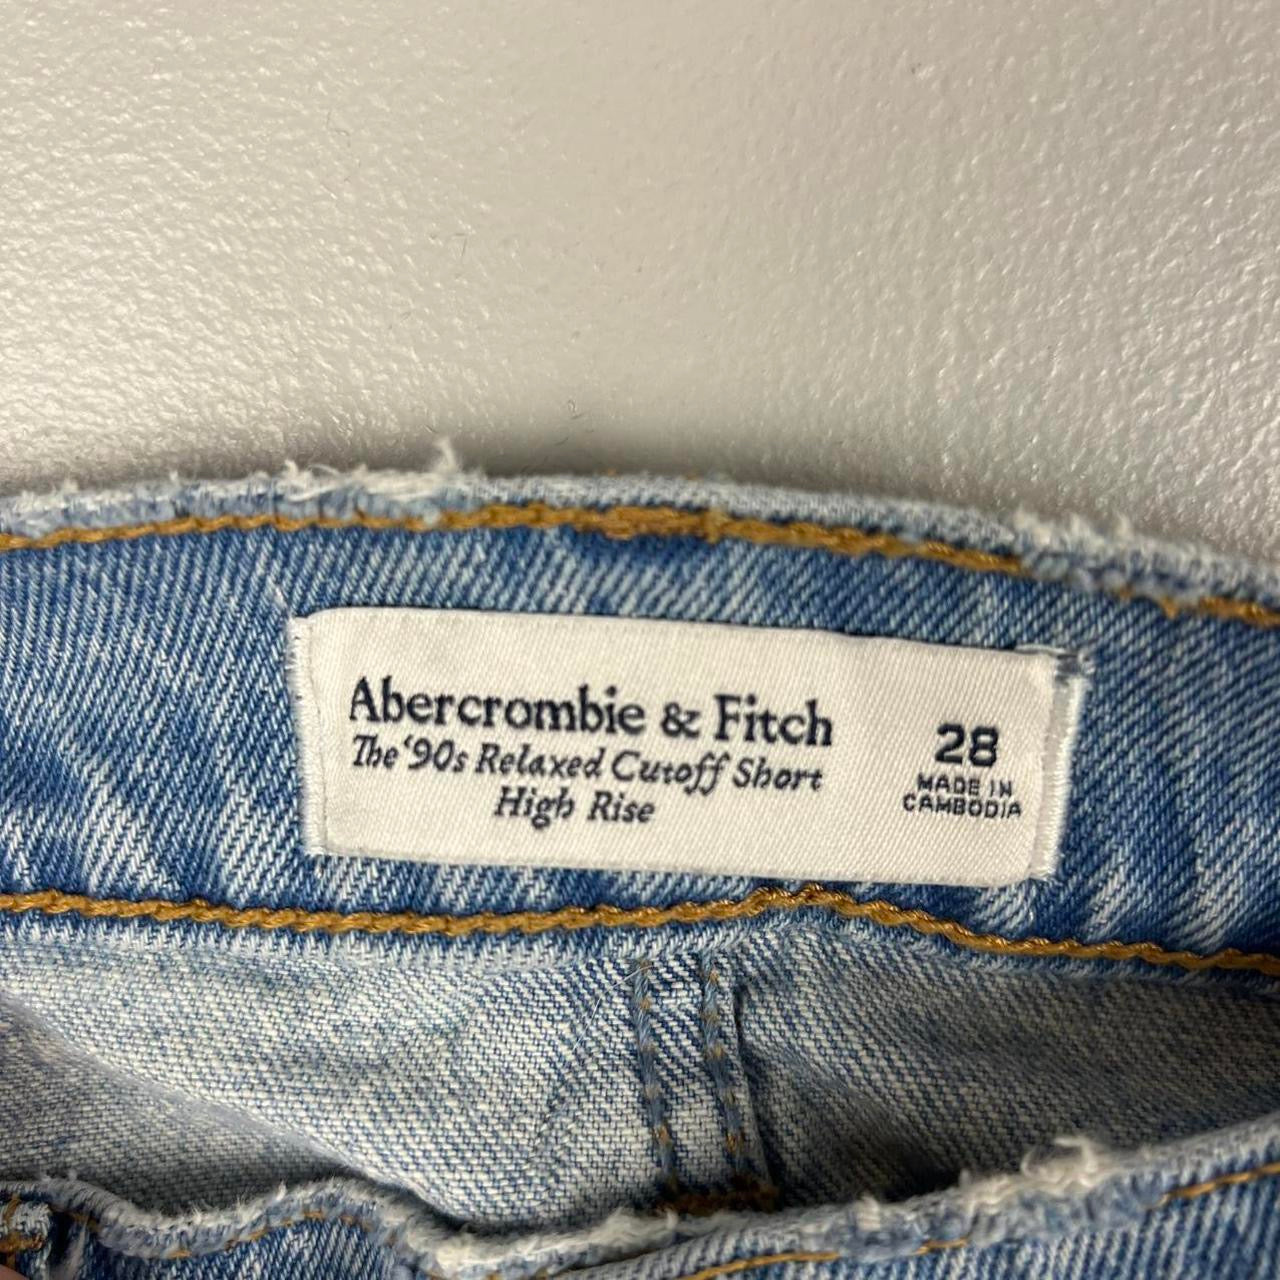 Abercrombie & Fitch
The '90s Relaxed Cutoff Short
High Rise
28
MADE IN
CAMBODIA